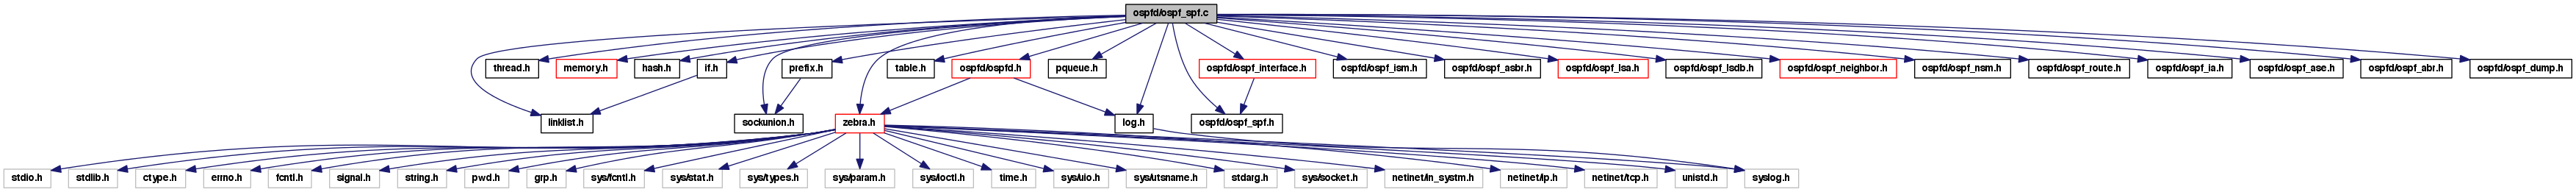 ospfd/ospf_spf.c
thread.h
memory.h
hash.h
if.h
prefix.h
table.h
ospfd/ospfd.h
pqueue.h
ospfd/ospf_interface.h
ospfd/ospf_ism.h
ospfd/ospf_asbr.h
ospfd/ospf_lsa.h
ospfd/ospf_lsdb.h
ospfd/ospf_neighbor.h
ospfd/ospf_nsm.h
ospfd/ospf_route.h
ospfd/ospf_ia.h
ospfd/ospf_ase.h
ospfd/ospf_abr.h
ospfd/ospf_dump.h
linklist.h
sockunion.h
zebra.h
log.h
ospfd/ospf_spf.h
stdio.h
stdlib.h
ctype.h
errno.h
fcntl.h
signal.h
string.h
pwd.h
grp.h
sys/fcntl.h
sys/stat.h
sys/types.h
sys/param.h
sys/ioctl.h
time.h
sys/uio.h
sys/utsname.h
stdarg.h
sys/socket.h
netinet/in_systm.h
netinet/ip.h
netinet/tcp.h
unistd.h
syslog.h